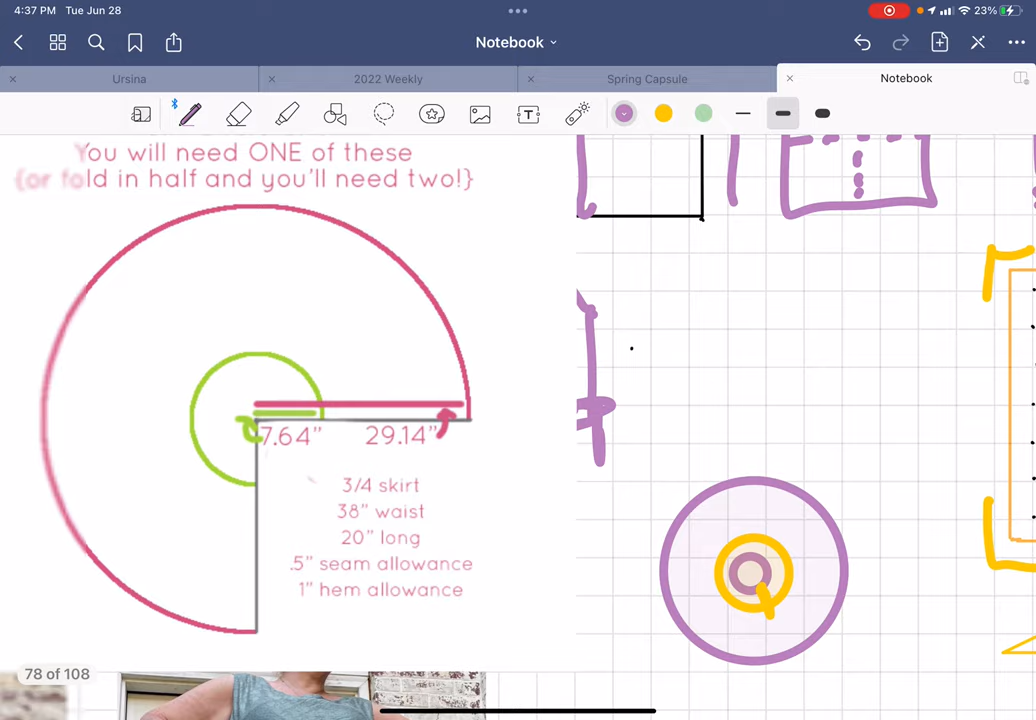 4:37 PM Tue Jun 28
23%
Notebook
Ursina
2022 Weekly
Spring Capsule
Notebook
T
You will need ONE of these
{or fold in half and you'll need two!}
7.64" 29.14"
3/4 skirt
38" waist
20" long
.5" seam allowance
1" hem allowance
78 of 108